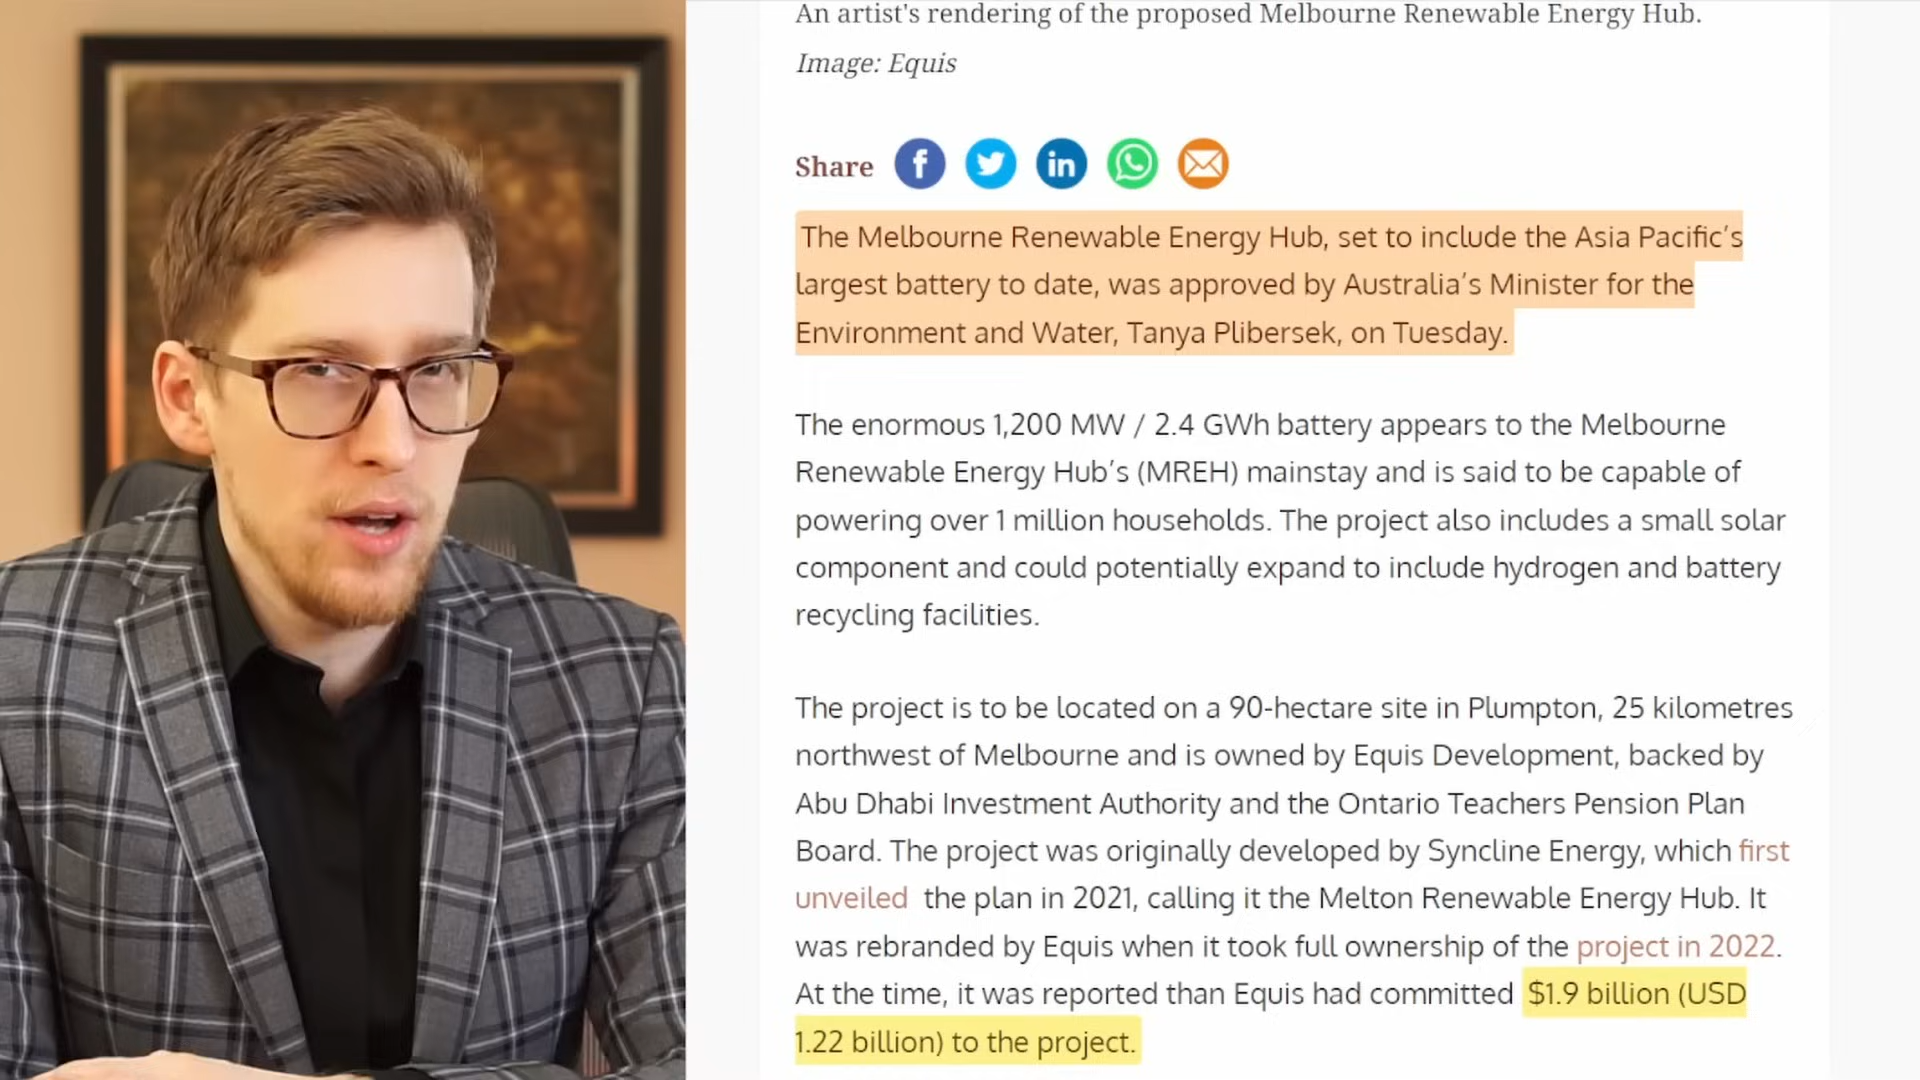 An artist's rendering of the proposed Melbourne Renewable Energy Hub.
Image: Equis
Share
The Melbourne Renewable Energy Hub, set to include the Asia Pacific's
largest battery to date, was approved by Australia's Minister for the
Environment and Water, Tanya Plibersek, on Tuesday.
The enormous 1,200 MW / 2.4 GWh battery appears to the Melbourne
Renewable Energy Hub's (MREH) mainstay and is said to be capable of
powering over 1 million households. The project also includes a small solar
component and could potentially expand to include hydrogen and battery
recycling facilities.
The project is to be located on a 90-hectare site in Plumpton, 25 kilometres
northwest of Melbourne and is owned by Equis Development, backed by
Abu Dhabi Investment Authority and the Ontario Teachers Pension Plan
Board. The project was originally developed by Syncline Energy, which first
unveiled the plan in 2021, calling it the Melton Renewable Energy Hub. It
was rebranded by Equis when it took full ownership of the project in 2022.
At the time, it was reported than Equis had committed $1.9 billion (USD
1.22 billion) to the project.